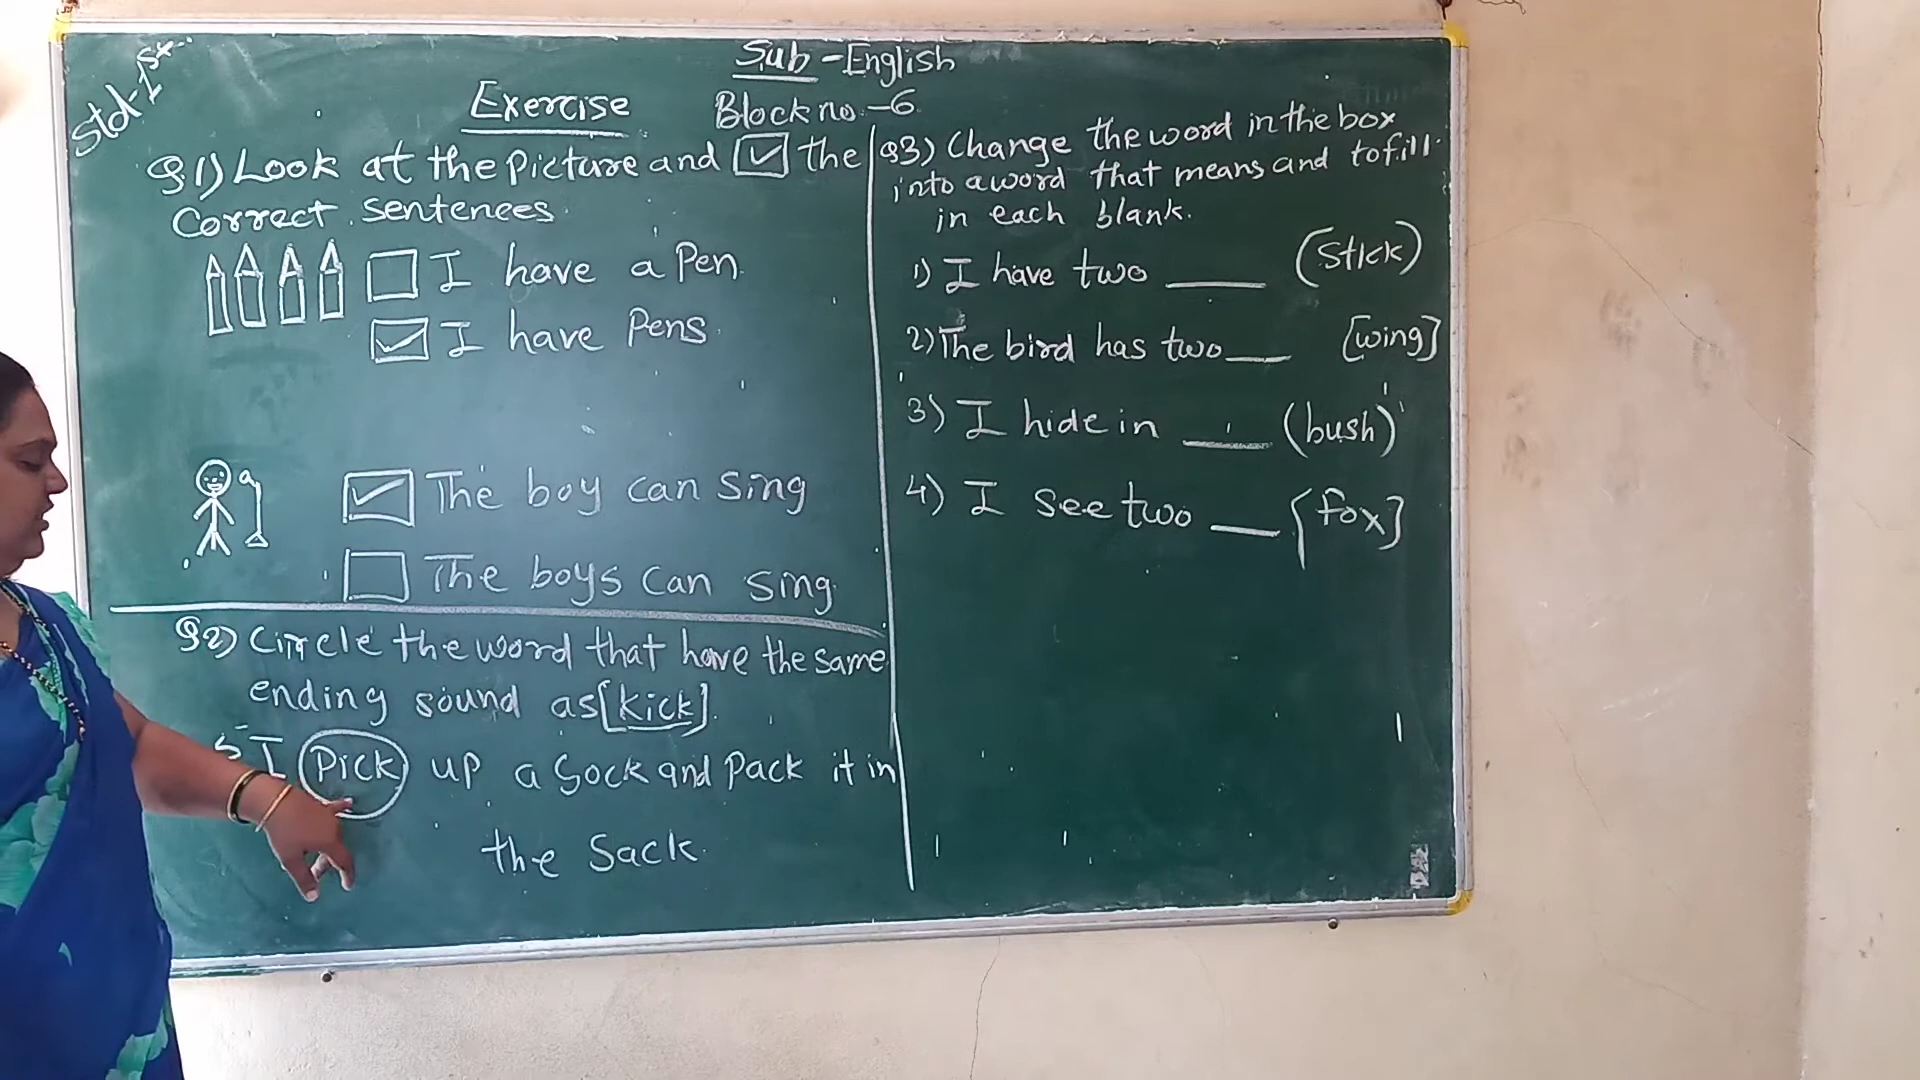 Std-1st
Sub-English
Exercise Block no-6
Q.1) Look at the Picture and ☑ the
Correct sentences.
I have a Pen.
I have Pens.
The boy can sing
The boys can sing.
Q2) Circle the word that have the same
ending sound as [kick].
I Pick up a Sock and Pack it in
the Sack.
Q3) Change the word in the box
into a word that means and to fill
in each blank.
1) I have two ____ (Stick)
2) The bird has two ___ [wing]
3) I hide in ____ (bush)
4) I see two ___ [fox]